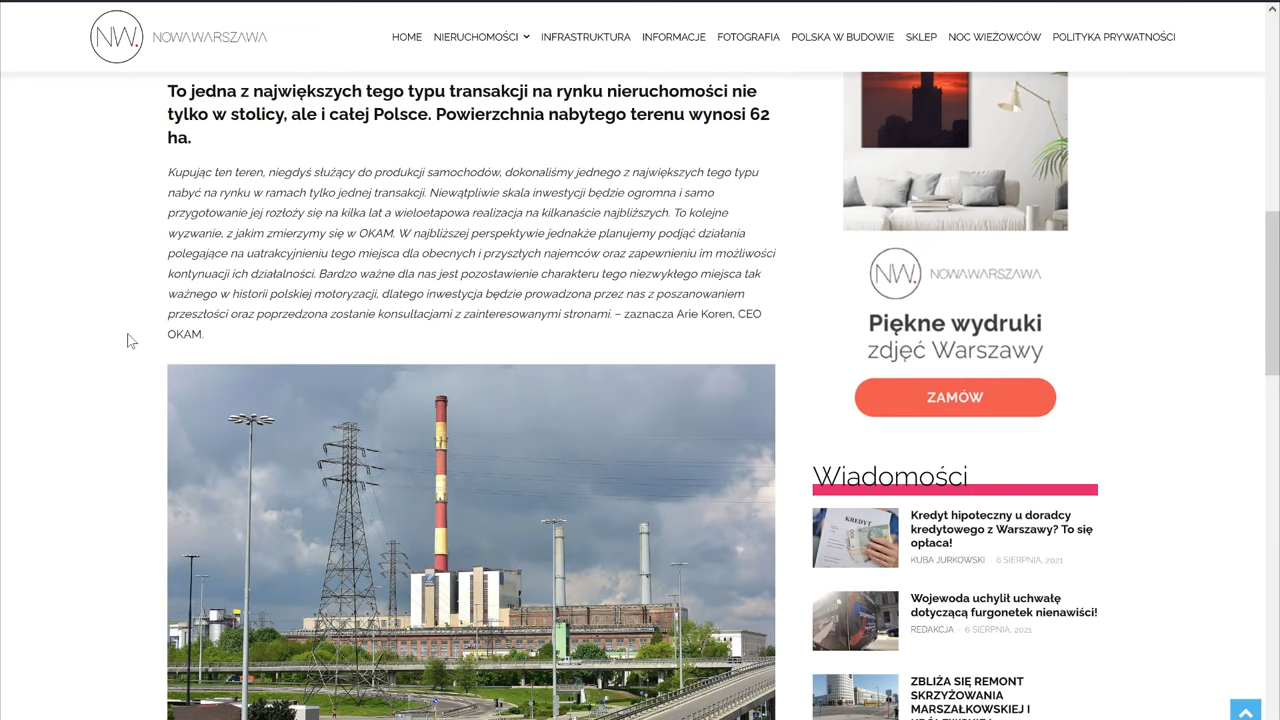 NW.
NOWAWARSZAWA
HOME NIERUCHOMOŚCI INFRASTRUKTURA INFORMACJE FOTOGRAFIA POLSKA W BUDOWIE SKLEP NOC WIEŻOWCÓW POLITYKA PRYWATNOŚCI
To jedna z największych tego typu transakcji na rynku nieruchomości nie
tylko w stolicy, ale i całej Polsce. Powierzchnia nabytego terenu wynosi 62
ha.
Kupując ten teren, niegdyś służący do produkcji samochodów, dokonaliśmy jednego z największych tego typu
nabyć na rynku w ramach tylko jednej transakcji. Niewątpliwie skala inwestycji będzie ogromna i samo
przygotowanie jej rozłoży się na kilka lat a wieloetapowa realizacja na kilkanaście najbliższych. To kolejne
wyzwanie, z jakim zmierzymy się w OKAM. W najbliższej perspektywie jednakże planujemy podjąć działania
polegające na uatrakcyjnieniu tego miejsca dla obecnych i przyszłych najemców oraz zapewnieniu im możliwości
kontynuacji ich działalności. Bardzo ważne dla nas jest pozostawienie charakteru tego niezwykłego miejsca tak
ważnego w historii polskiej motoryzacji, dlatego inwestycja będzie prowadzona przez nas z poszanowaniem
przeszłości oraz poprzedzona zostanie konsultacjami z zainteresowanymi stronami. – zaznacza Arie Koren, CEO
OKAM.
NW.
NOWAWARSZAWA
Piękne wydruki
zdjęć Warszawy
ZAMÓW
Wiadomości
KREDYT
Kredyt hipoteczny u doradcy
kredytowego z Warszawy? To się
opłaca!
KUBA JURKOWSKI - 6 SIERPNIA, 2021
Wojewoda uchylił uchwałę
dotyczącą furgonetek nienawiści!
REDAKCJA - 6 SIERPNIA, 2021
ZBLIŻA SIĘ REMONT
SKRZYŻOWANIA
MARSZAŁKOWSKIEJ I